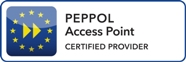 PEPPOL
Access Point
CERTIFIED PROVIDER